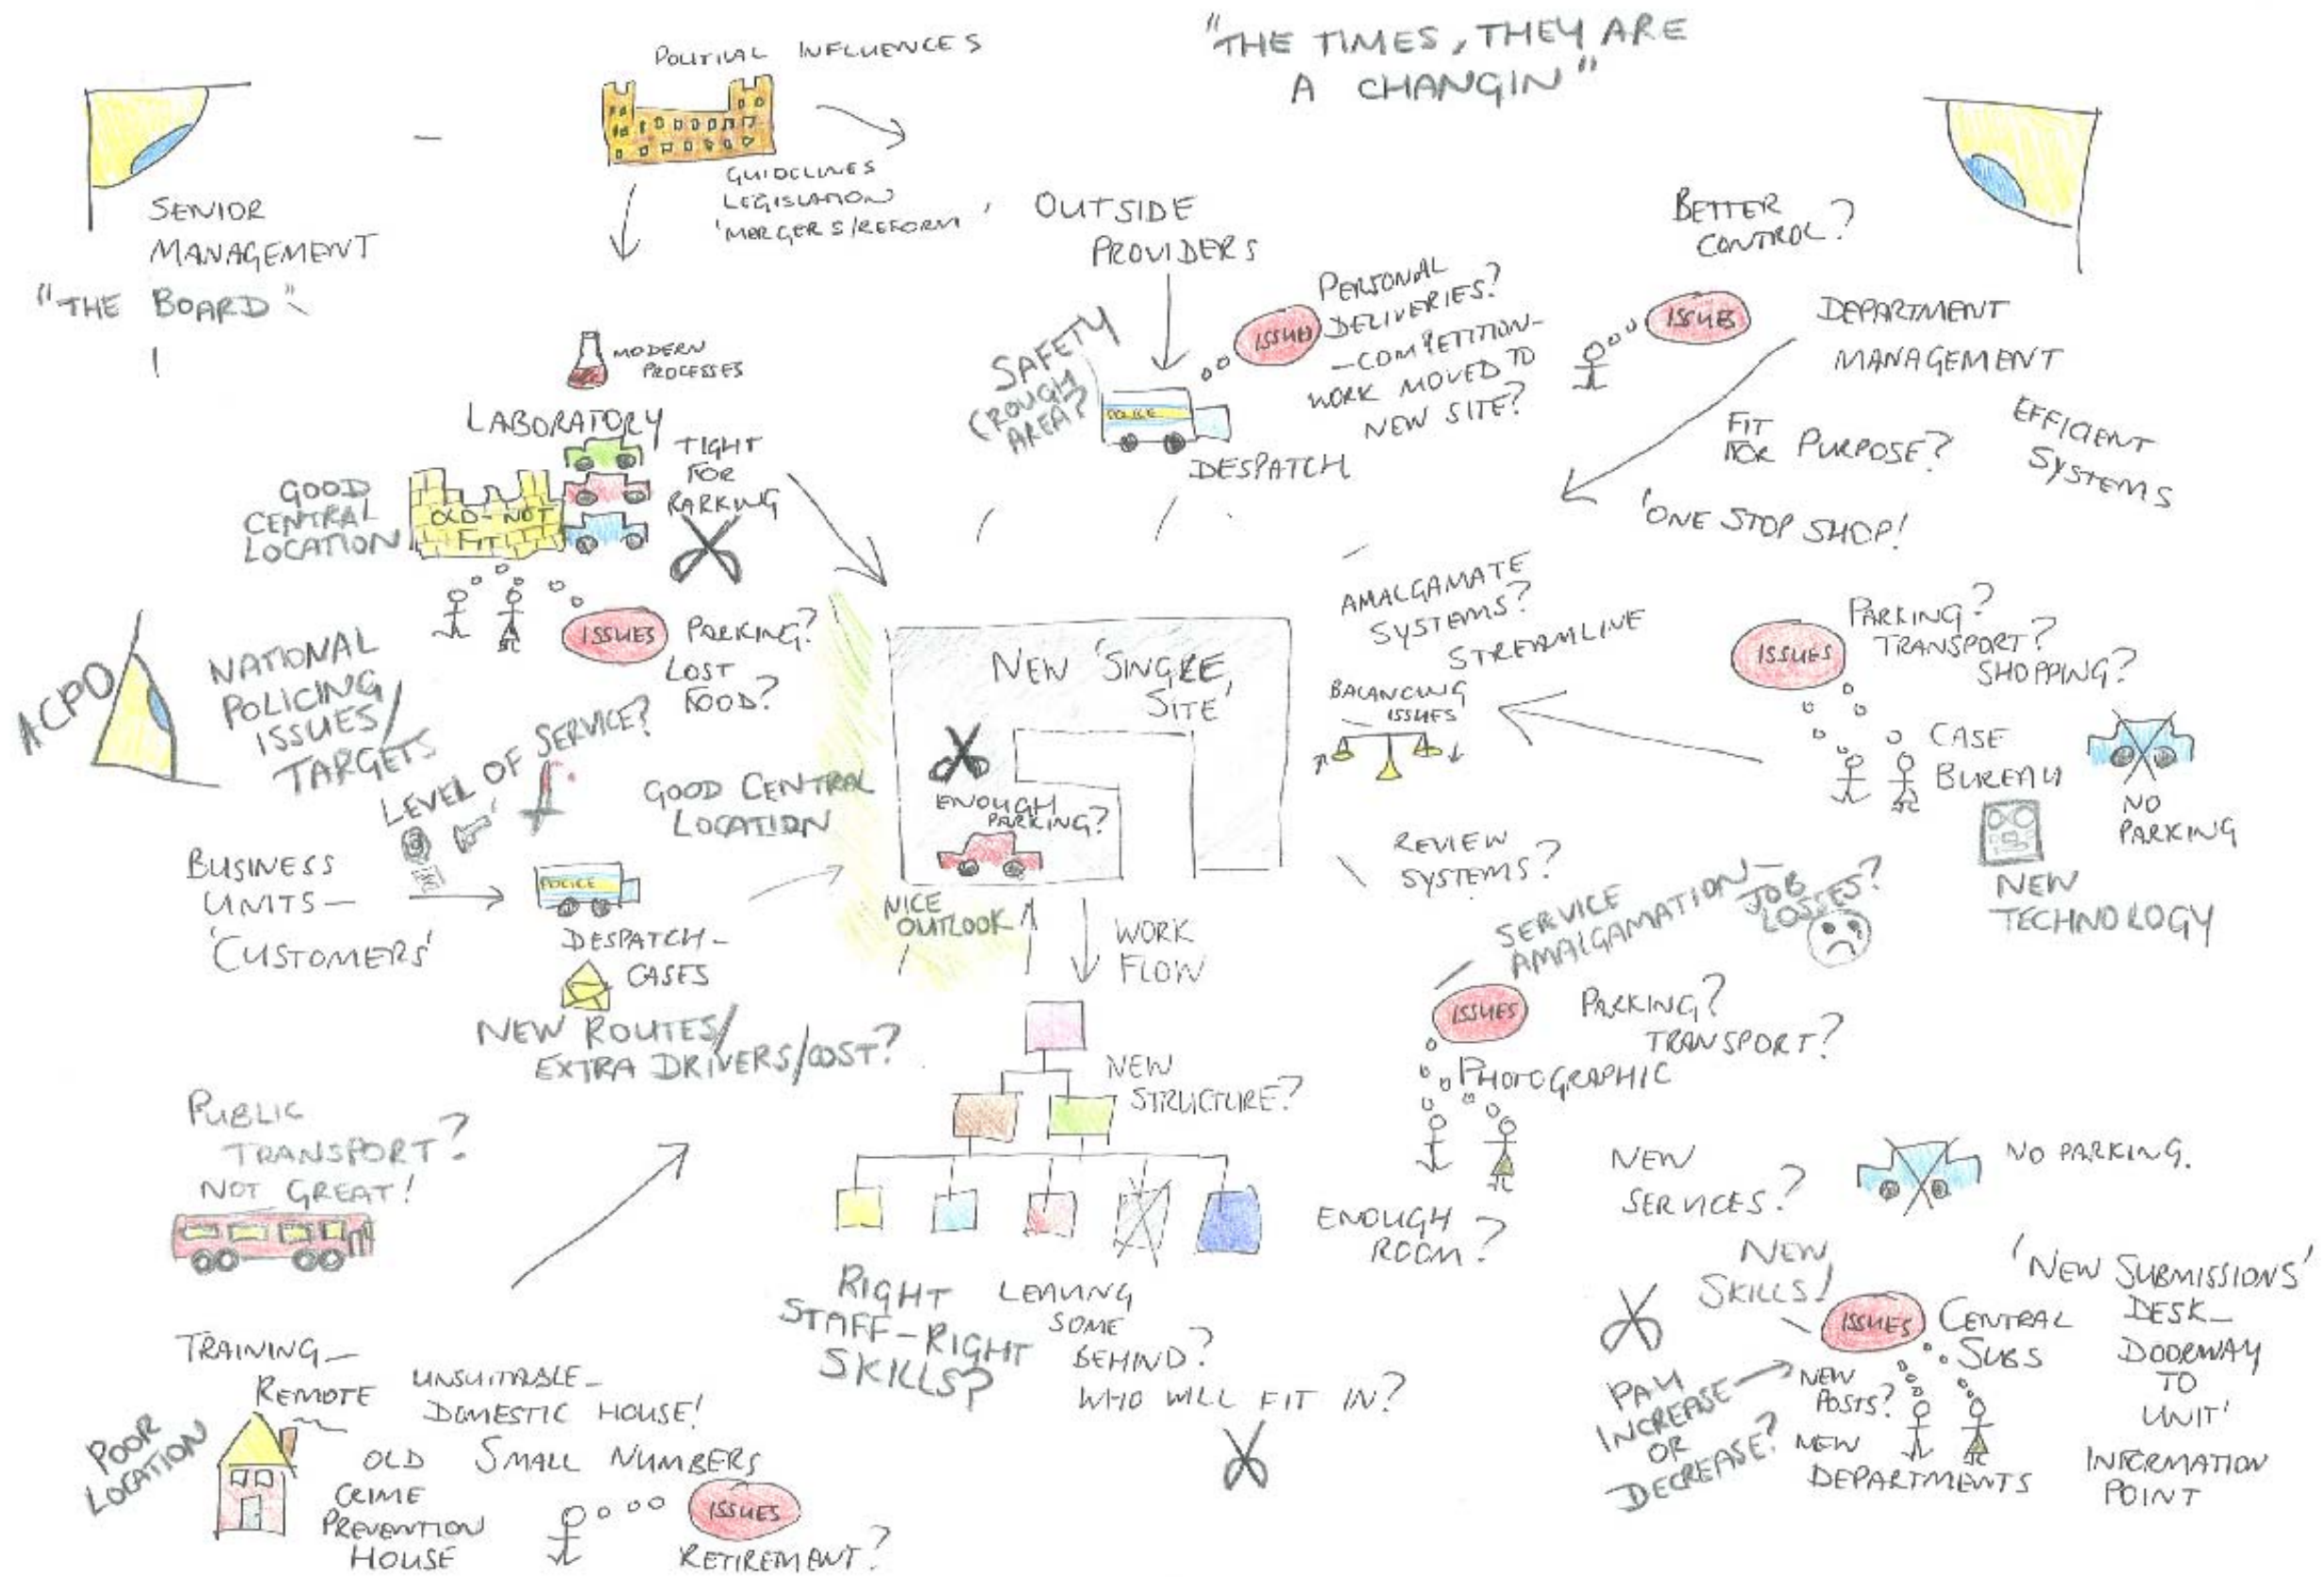 "THE TIMES, THEY ARE
A CHANGIN"
POLITICAL INFLUENCES
GUIDELINES
LEGISLATION
'MERGERS/REFORM'
SENIOR
MANAGEMENT
"THE BOARD"
OUTSIDE
PROVIDERS
SAFETY
(ROUGH
AREA?
POLICE
DESPATCH
ISSUES
PERSONAL
DELIVERIES?
-COMPETITION-
WORK MOVED TO
NEW SITE?
BETTER
CONTROL?
ISSUES
DEPARTMENT
MANAGEMENT
FIT
FOR PURPOSE?
EFFICIENT
SYSTEMS
'ONE STOP SHOP!
MODERN
PROCESSES
LABORATORY
TIGHT
FOR
PARKING
GOOD
CENTRAL
LOCATION
OLD-NOT
FIT
ISSUES
PARKING?
LOST
FOOD?
ACPO
NATIONAL
POLICING
ISSUES/
TARGETS
LEVEL OF SERVICE?
GOOD CENTRAL
LOCATION
BUSINESS
UNITS-
'CUSTOMERS'
POLICE
DESPATCH-
CASES
NEW ROUTES/
EXTRA DRIVERS/COST?
NEW 'SINGLE
SITE'
ENOUGH
PARKING?
NICE
OUTLOOK
WORK
FLOW
AMALGAMATE
SYSTEMS?
STREAMLINE
BALANCING
ISSUES
REVIEW
SYSTEMS?
ISSUES
PARKING?
TRANSPORT?
SHOPPING?
CASE
BUREAU
NO
PARKING
NEW
TECHNOLOGY
SERVICE
AMALGAMATION-
JOB
LOSSES?
ISSUES
PARKING?
TRANSPORT?
PHOTOGRAPHIC
ENOUGH
ROOM?
NEW
STRUCTURE?
RIGHT
STAFF-RIGHT
SKILLS?
LEAVING
SOME
BEHIND?
WHO WILL FIT IN?
PUBLIC
TRANSPORT?
NOT GREAT!
TRAINING-
REMOTE
UNSUITABLE-
DOMESTIC HOUSE!
SMALL NUMBERS
POOR
LOCATION
OLD
CRIME
PREVENTION
HOUSE
ISSUES
RETIREMENT?
NEW
SERVICES?
NO PARKING.
NEW
SKILLS!
ISSUES
CENTRAL
SUBS
PAY
INCREASE
OR
DECREASE?
NEW
POSTS?
NEW
DEPARTMENTS
'NEW SUBMISSIONS'
DESK-
DOORWAY
TO
UNIT'
INFORMATION
POINT